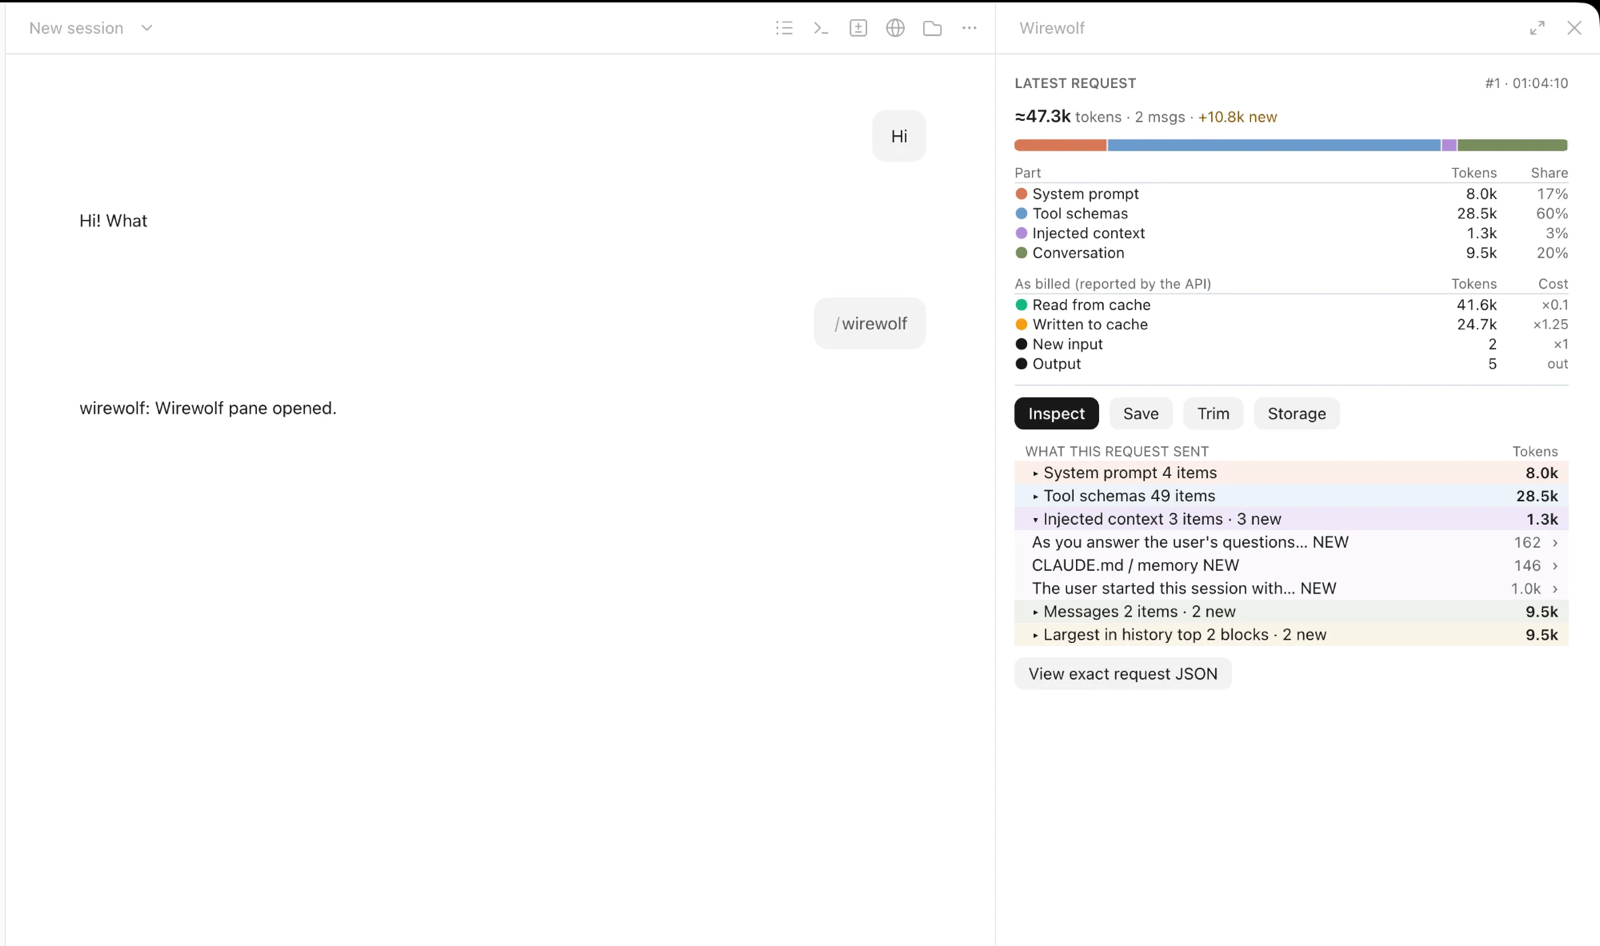 New session
Wirewolf
Hi
Hi! What
/wirewolf
wirewolf: Wirewolf pane opened.
LATEST REQUEST #1 · 01:04:10
≈47.3k tokens · 2 msgs · +10.8k new
Part Tokens Share
System prompt 8.0k 17%
Tool schemas 28.5k 60%
Injected context 1.3k 3%
Conversation 9.5k 20%
As billed (reported by the API) Tokens Cost
Read from cache 41.6k ×0.1
Written to cache 24.7k ×1.25
New input 2 ×1
Output 5 out
Inspect Save Trim Storage
WHAT THIS REQUEST SENT Tokens
▸ System prompt 4 items 8.0k
▸ Tool schemas 49 items 28.5k
▾ Injected context 3 items · 3 new 1.3k
As you answer the user's questions... NEW 162 ›
CLAUDE.md / memory NEW 146 ›
The user started this session with... NEW 1.0k ›
▸ Messages 2 items · 2 new 9.5k
▸ Largest in history top 2 blocks · 2 new 9.5k
View exact request JSON